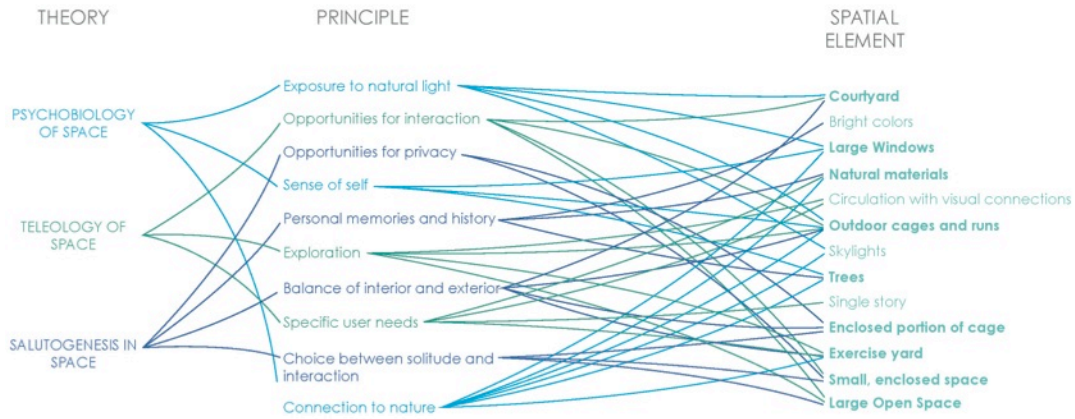 THEORY
PRINCIPLE
SPATIAL
ELEMENT
PSYCHOBIOLOGY
OF SPACE
TELEOLOGY OF
SPACE
SALUTOGENESIS IN
SPACE
Exposure to natural light
Opportunities for interaction
Opportunities for privacy
Sense of self
Personal memories and history
Exploration
Balance of interior and exterior
Specific user needs
Choice between solitude and
interaction
Connection to nature
Courtyard
Bright colors
Large Windows
Natural materials
Circulation with visual connections
Outdoor cages and runs
Skylights
Trees
Single story
Enclosed portion of cage
Exercise yard
Small, enclosed space
Large Open Space